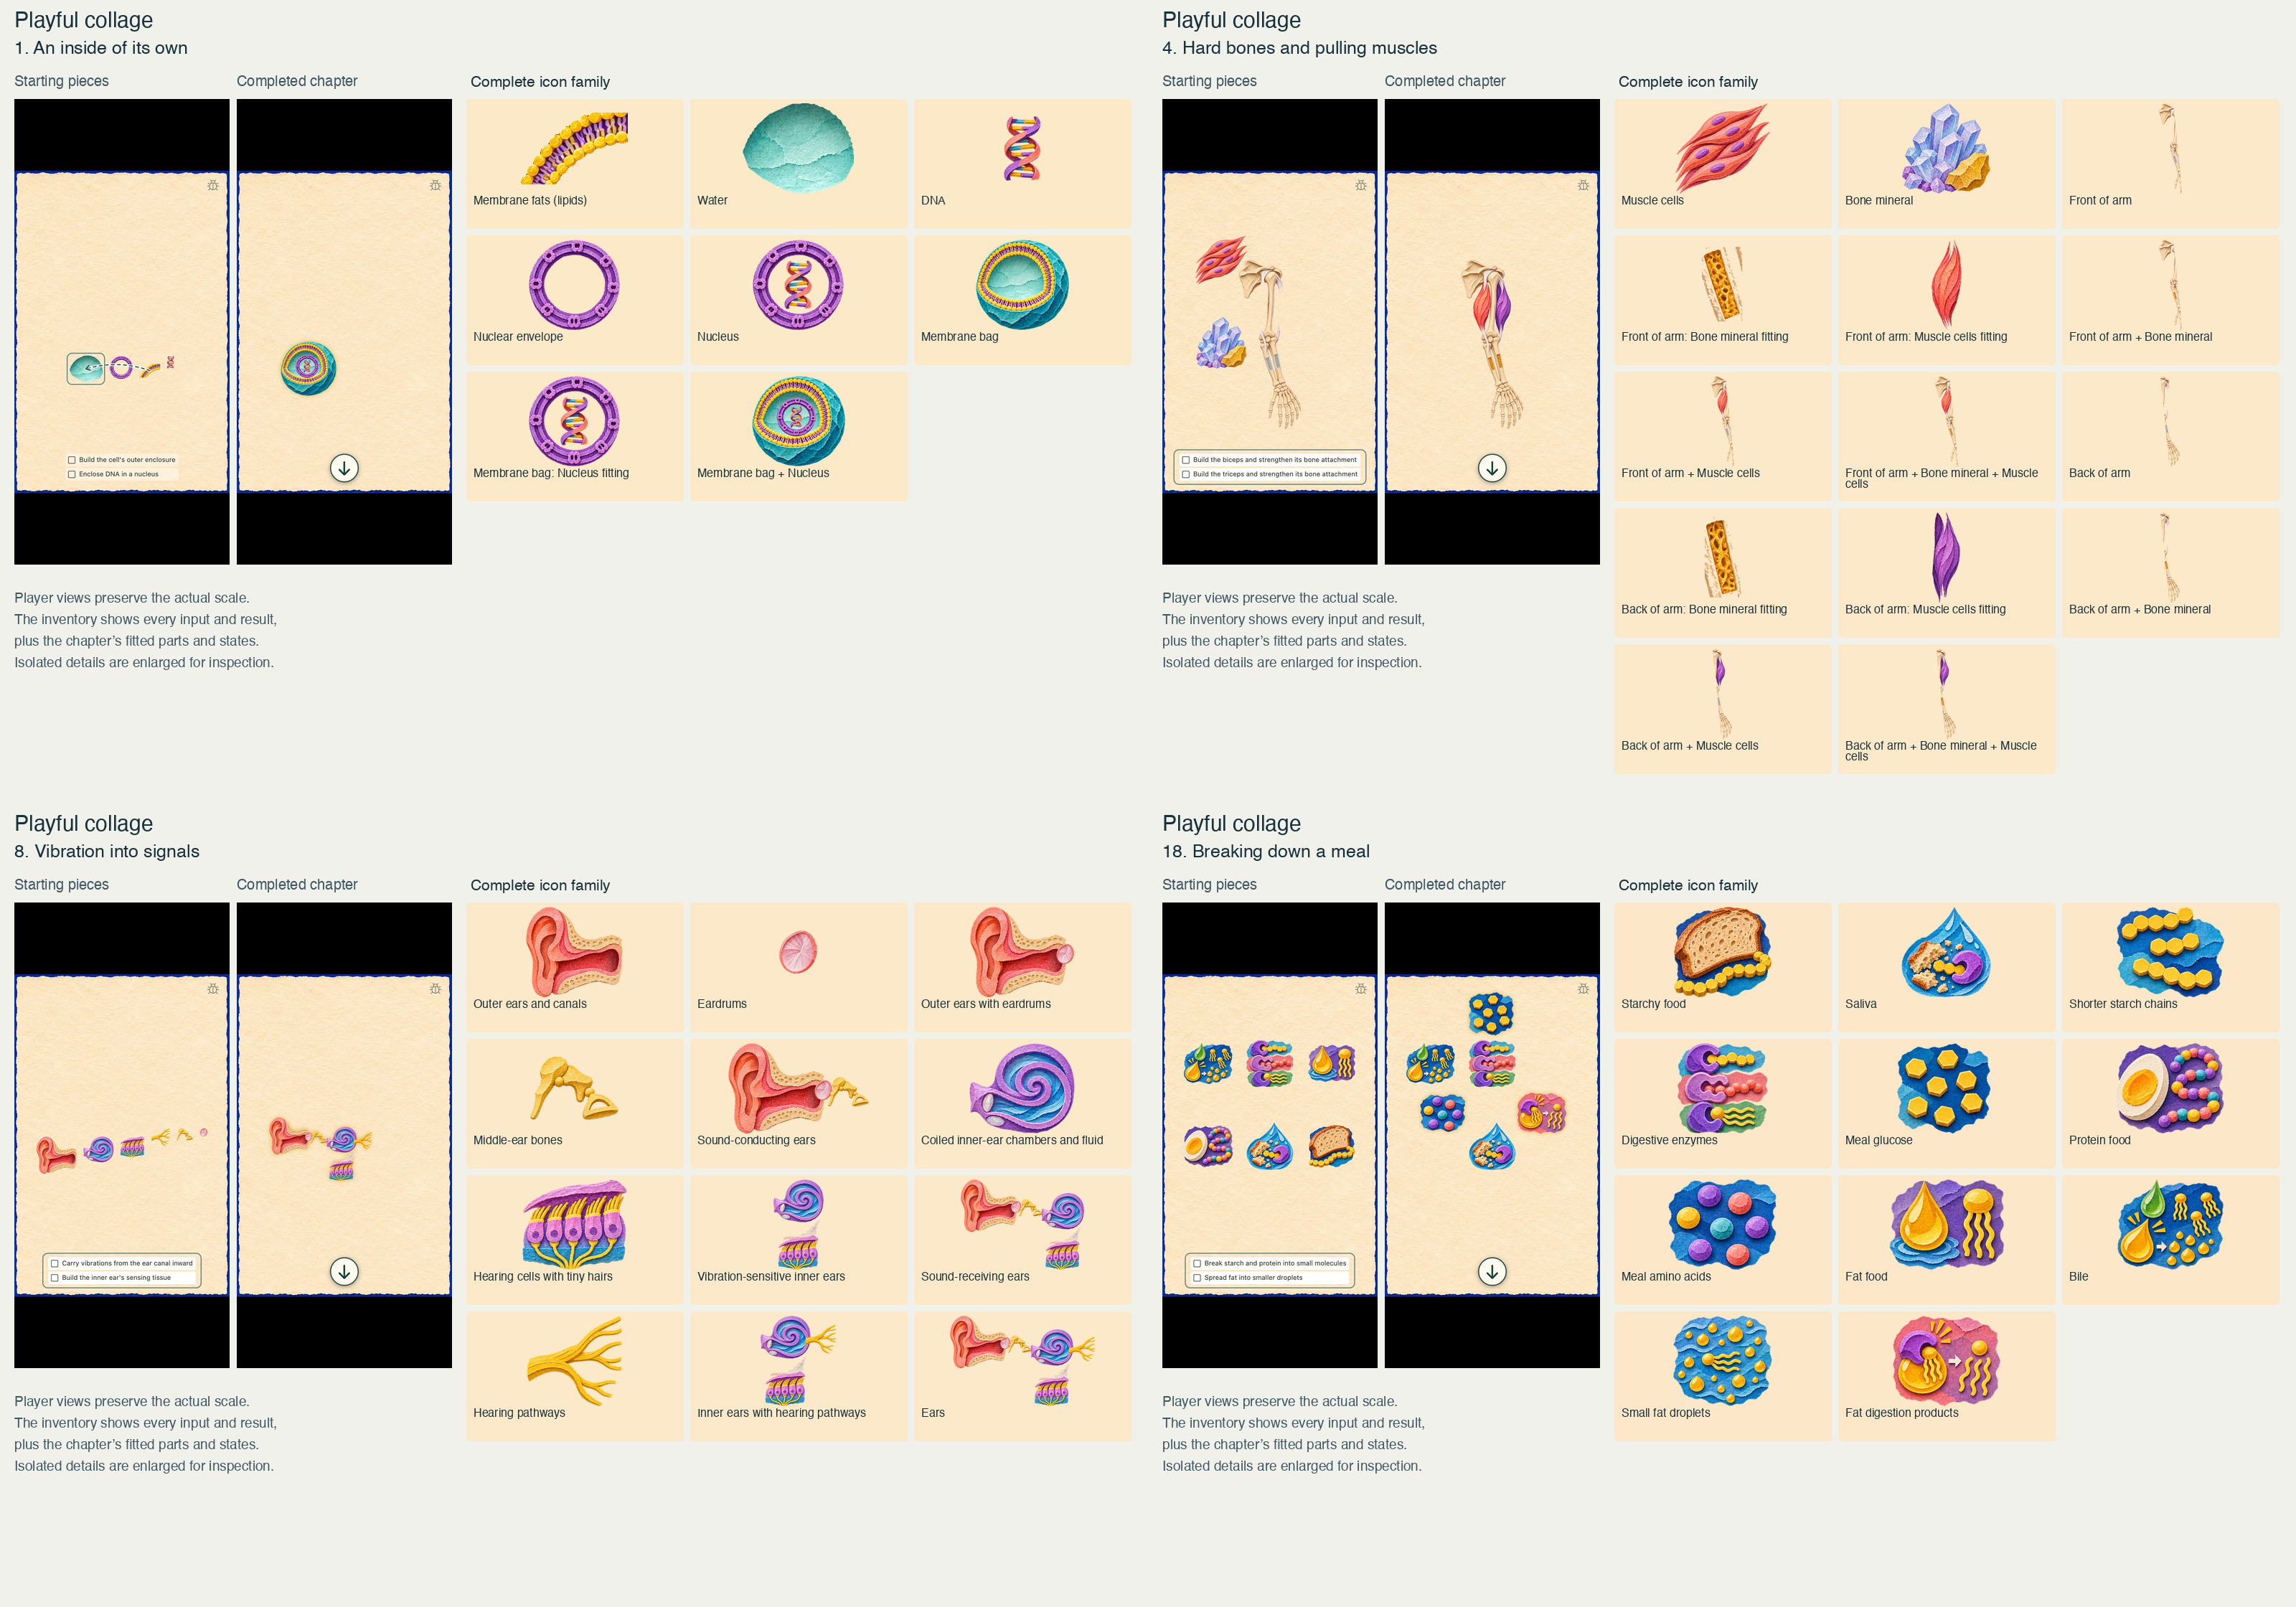 Playful collage
1. An inside of its own
Starting pieces
Completed chapter
Complete icon family
Membrane fats (lipids)
Water
DNA
Nuclear envelope
Nucleus
Membrane bag
Membrane bag: Nucleus fitting
Membrane bag + Nucleus
Build the cell's outer enclosure
Enclose DNA in a nucleus
Player views preserve the actual scale.
The inventory shows every input and result,
plus the chapter’s fitted parts and states.
Isolated details are enlarged for inspection.
Playful collage
4. Hard bones and pulling muscles
Starting pieces
Completed chapter
Complete icon family
Muscle cells
Bone mineral
Front of arm
Front of arm: Bone mineral fitting
Front of arm: Muscle cells fitting
Front of arm + Bone mineral
Front of arm + Muscle cells
Front of arm + Bone mineral + Muscle
cells
Back of arm
Back of arm: Bone mineral fitting
Back of arm: Muscle cells fitting
Back of arm + Bone mineral
Back of arm + Muscle cells
Back of arm + Bone mineral + Muscle
cells
Build the biceps and strengthen its bone attachment
Build the triceps and strengthen its bone attachment
Player views preserve the actual scale.
The inventory shows every input and result,
plus the chapter’s fitted parts and states.
Isolated details are enlarged for inspection.
Playful collage
8. Vibration into signals
Starting pieces
Completed chapter
Complete icon family
Outer ears and canals
Eardrums
Outer ears with eardrums
Middle-ear bones
Sound-conducting ears
Coiled inner-ear chambers and fluid
Hearing cells with tiny hairs
Vibration-sensitive inner ears
Sound-receiving ears
Hearing pathways
Inner ears with hearing pathways
Ears
Carry vibrations from the ear canal inward
Build the inner ear's sensing tissue
Player views preserve the actual scale.
The inventory shows every input and result,
plus the chapter’s fitted parts and states.
Isolated details are enlarged for inspection.
Playful collage
18. Breaking down a meal
Starting pieces
Completed chapter
Complete icon family
Starchy food
Saliva
Shorter starch chains
Digestive enzymes
Meal glucose
Protein food
Meal amino acids
Fat food
Bile
Small fat droplets
Fat digestion products
Break starch and protein into small molecules
Spread fat into smaller droplets
Player views preserve the actual scale.
The inventory shows every input and result,
plus the chapter’s fitted parts and states.
Isolated details are enlarged for inspection.